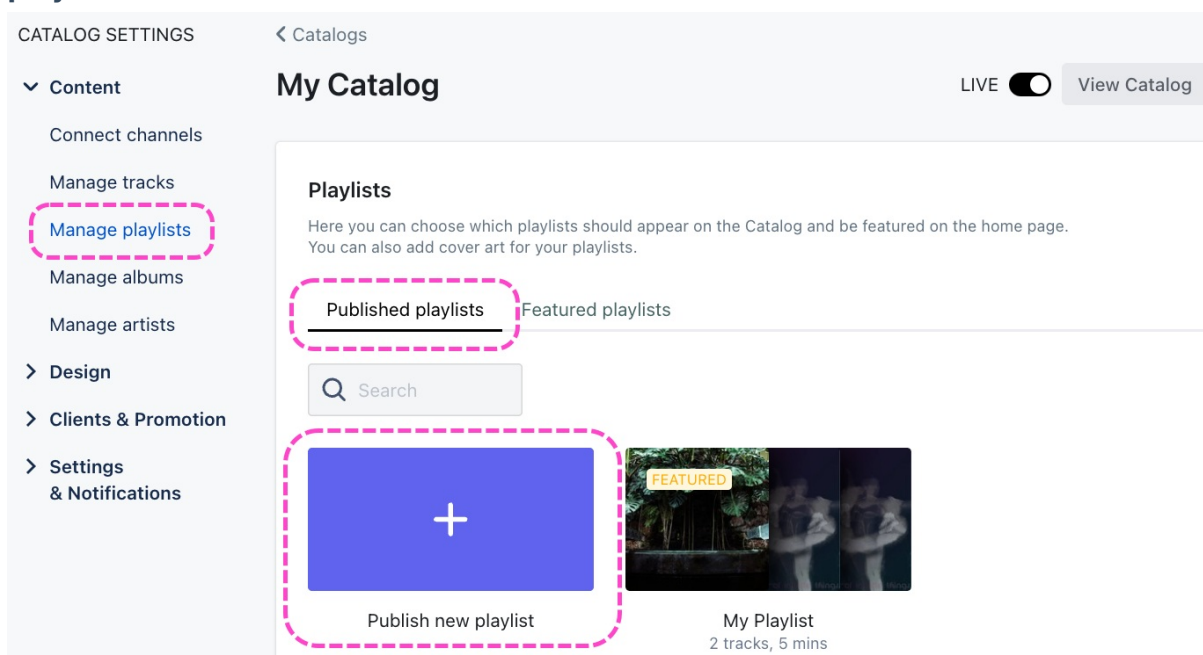 CATALOG SETTINGS
Content
Connect channels
Manage tracks
Manage playlists
Manage albums
Manage artists
Design
Clients & Promotion
Settings
& Notifications
Catalogs
My Catalog
LIVE
View Catalog
Playlists
Here you can choose which playlists should appear on the Catalog and be featured on the home page.
You can also add cover art for your playlists.
Published playlists
Featured playlists
Search
FEATURED
Publish new playlist
My Playlist
2 tracks, 5 mins